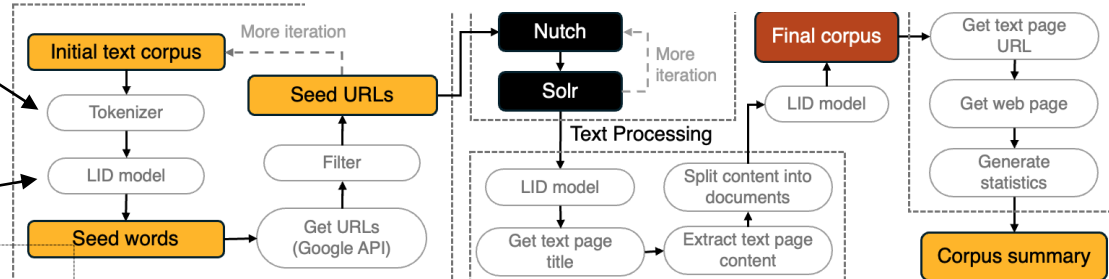 Initial text corpus
More iteration
Tokenizer
LID model
Seed words
Get URLs
(Google API)
Filter
Seed URLs
Nutch
Solr
More
iteration
Text Processing
LID model
Get text page
title
Extract text page
content
Split content into
documents
LID model
Final corpus
Get text page
URL
Get web page
Generate
statistics
Corpus summary